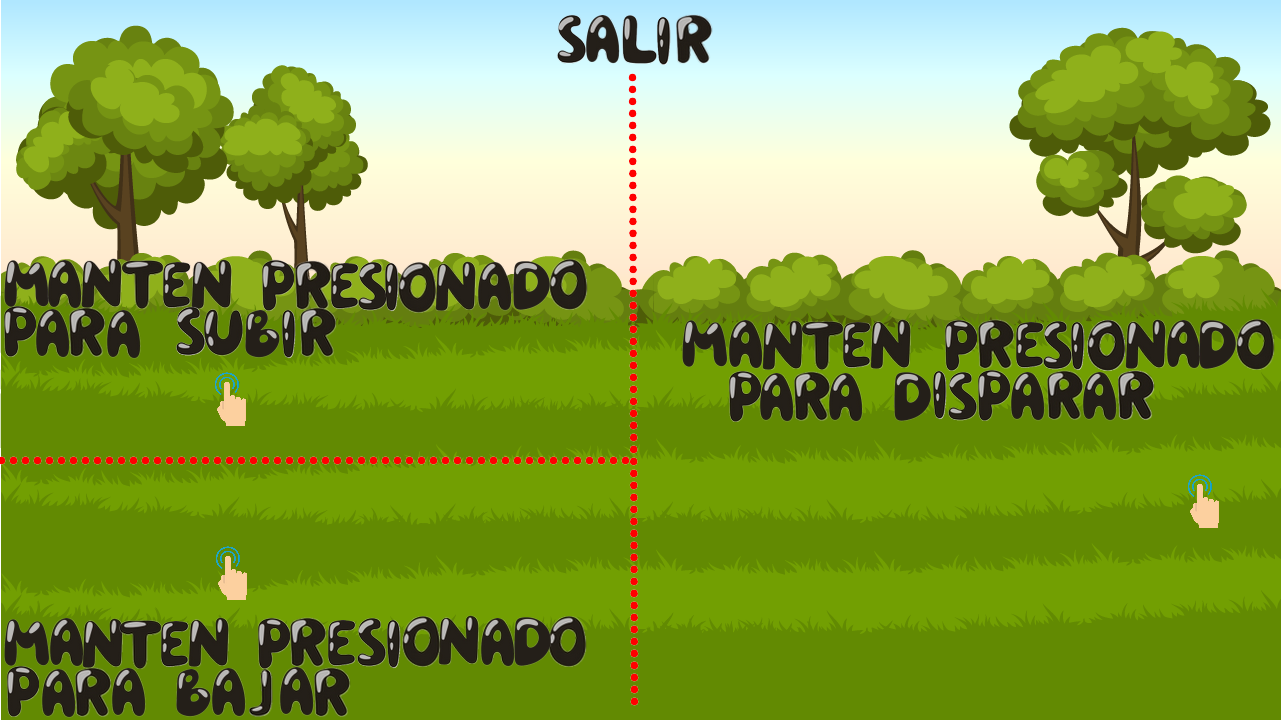 SALIR
MANTEN PRESIONADO
PARA SUBIR
MANTEN PRESIONADO
PARA DISPARAR
MANTEN PRESIONADO
PARA BAJAR